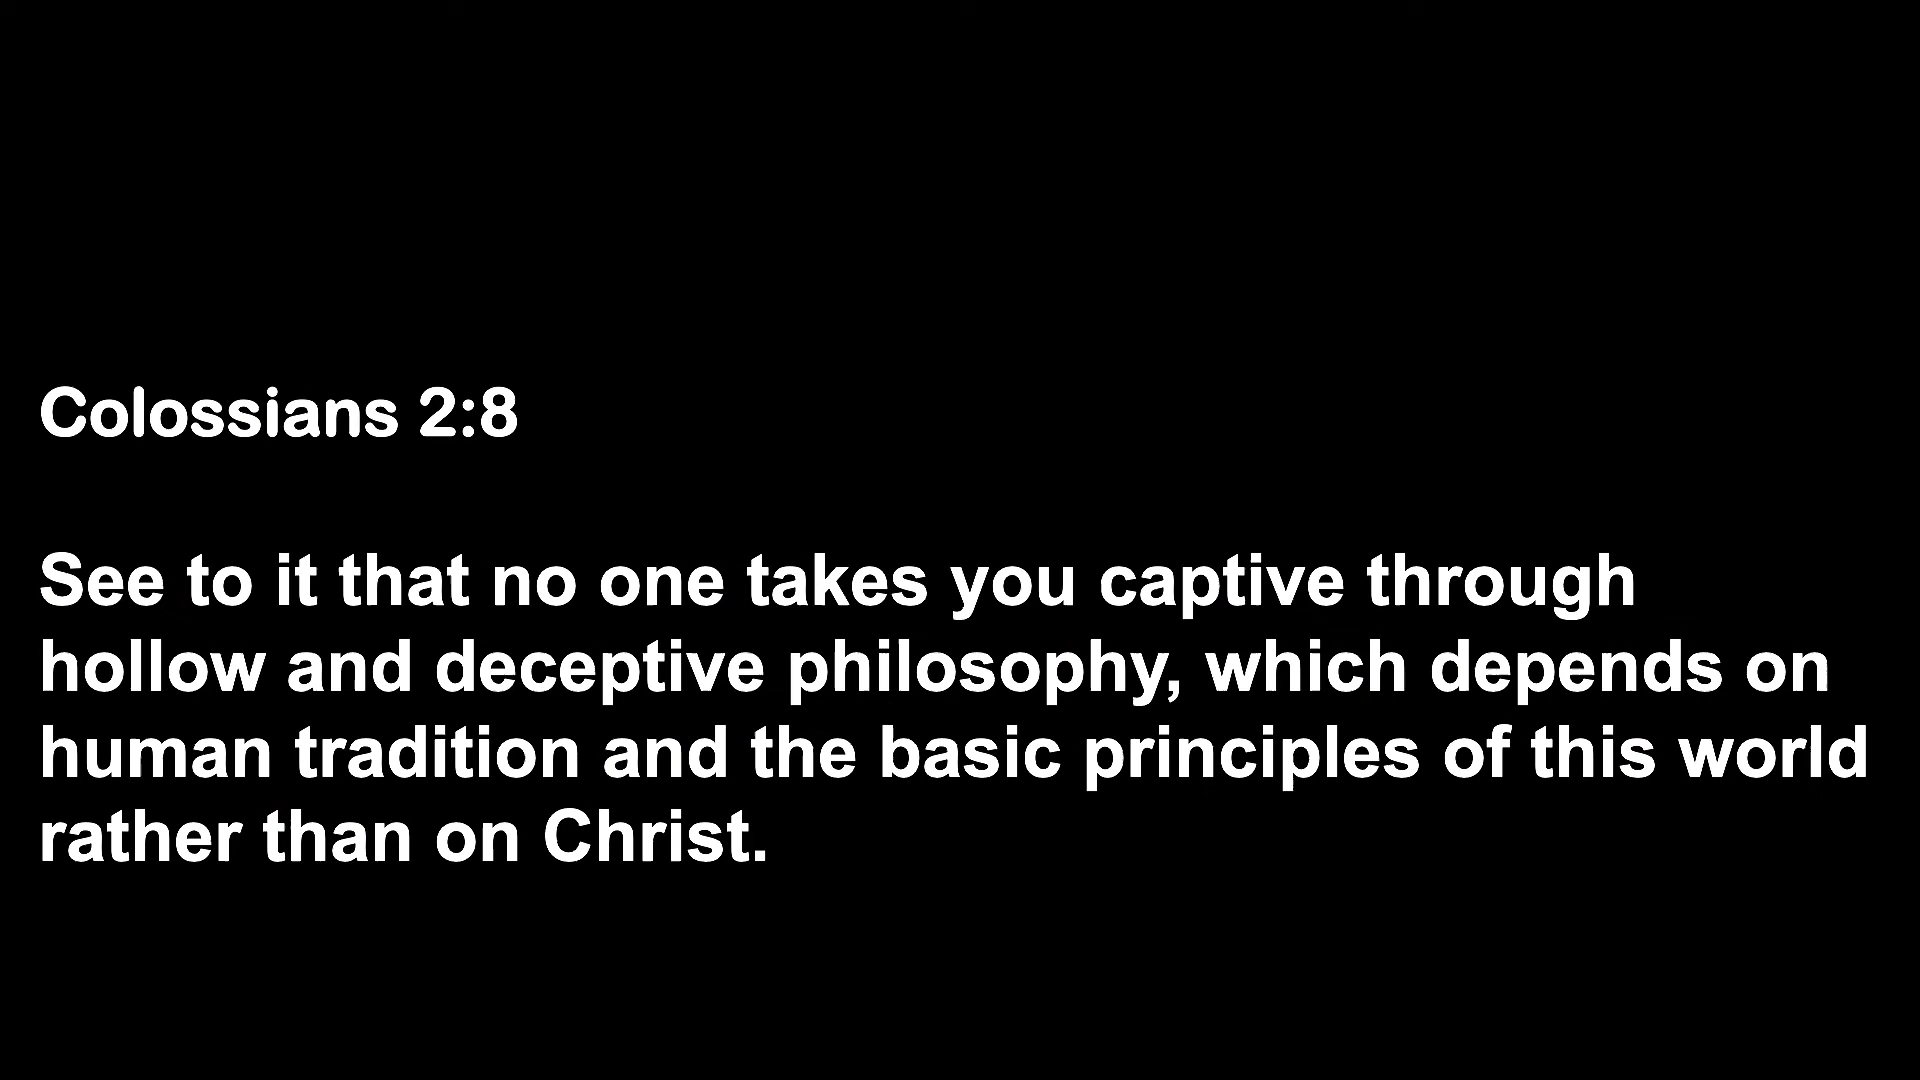 Colossians 2:8
See to it that no one takes you captive through
hollow and deceptive philosophy, which depends on
human tradition and the basic principles of this world
rather than on Christ.